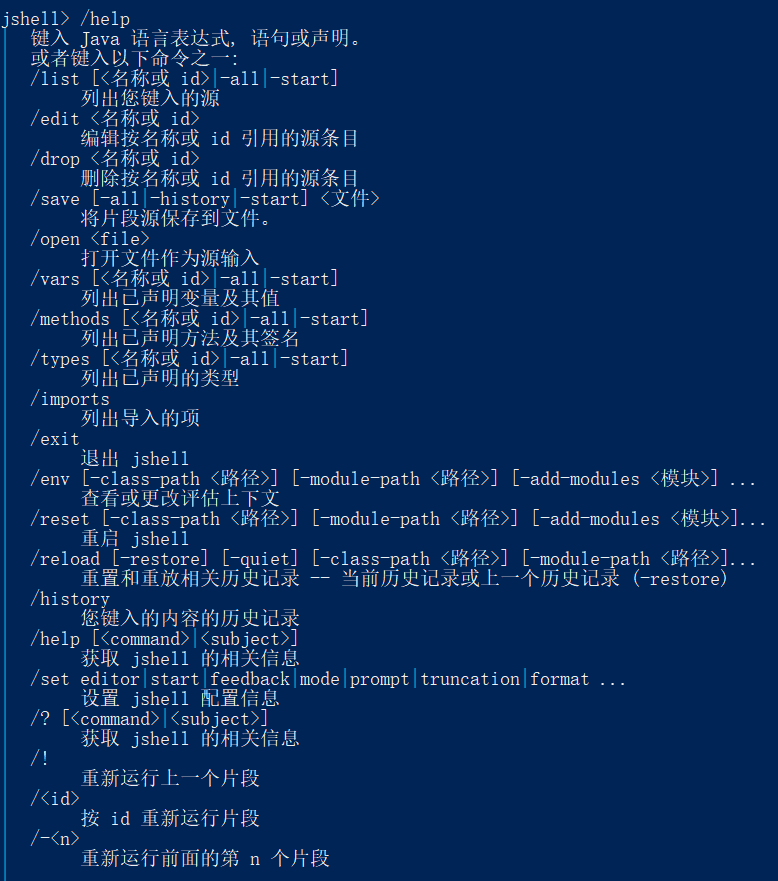 jshell> /help
键入 Java 语言表达式, 语句或声明。
或者键入以下命令之一:
/list [<名称或 id>|-all|-start]
列出您键入的源
/edit <名称或 id>
编辑按名称或 id 引用的源条目
/drop <名称或 id>
删除按名称或 id 引用的源条目
/save [-all|-history|-start] <文件>
将片段源保存到文件。
/open <file>
打开文件作为源输入
/vars [<名称或 id>|-all|-start]
列出已声明变量及其值
/methods [<名称或 id>|-all|-start]
列出已声明方法及其签名
/types [<名称或 id>|-all|-start]
列出已声明的类型
/imports
列出导入的项
/exit
退出 jshell
/env [-class-path <路径>] [-module-path <路径>] [-add-modules <模块>] ...
查看或更改评估上下文
/reset [-class-path <路径>] [-module-path <路径>] [-add-modules <模块>]...
重启 jshell
/reload [-restore] [-quiet] [-class-path <路径>] [-module-path <路径>]...
重置和重放相关历史记录 -- 当前历史记录或上一个历史记录 (-restore)
/history
您键入的内容的历史记录
/help [<command>|<subject>]
获取 jshell 的相关信息
/set editor|start|feedback|mode|prompt|truncation|format ...
设置 jshell 配置信息
/? [<command>|<subject>]
获取 jshell 的相关信息
/!
重新运行上一个片段
/<id>
按 id 重新运行片段
/-<n>
重新运行前面的第 n 个片段